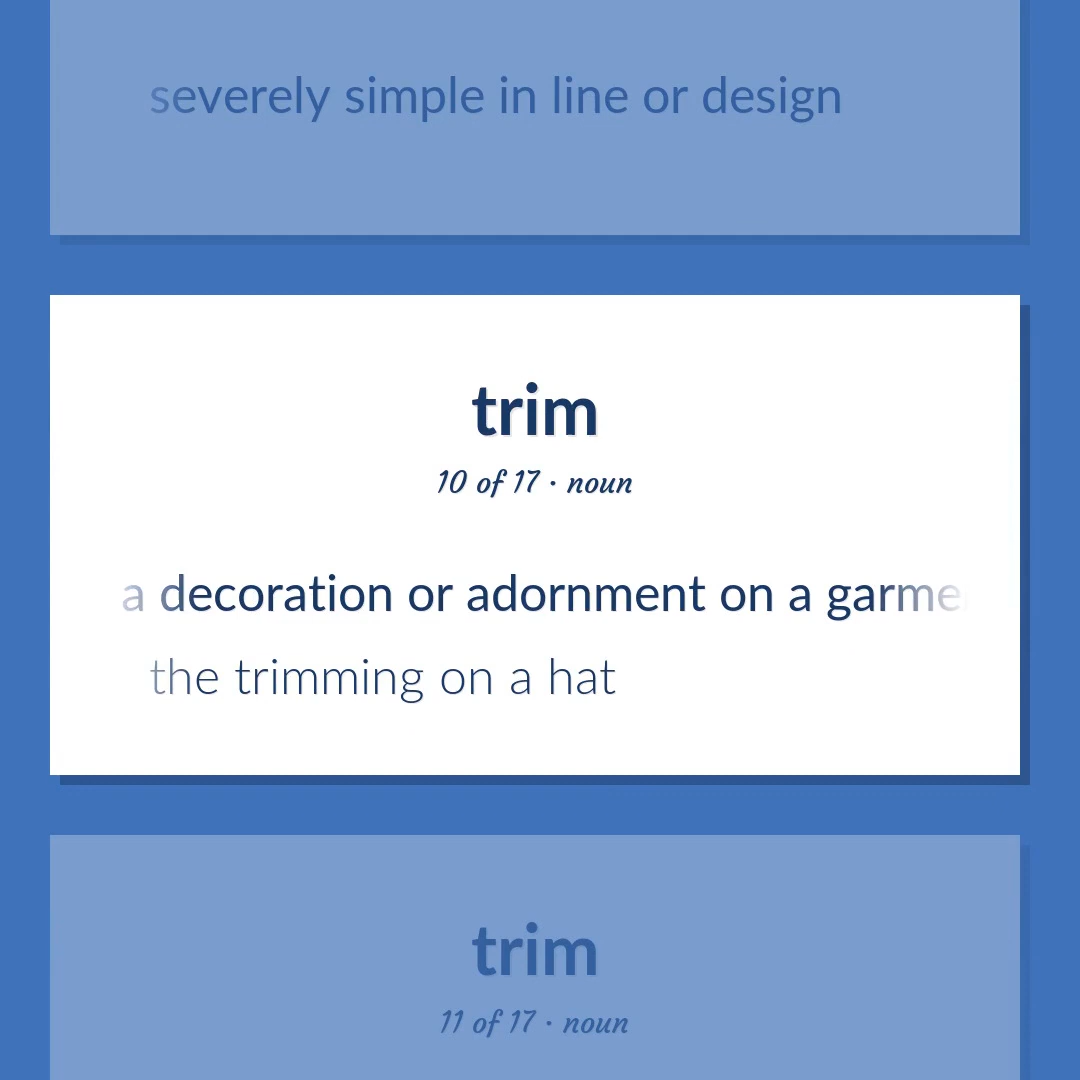 severely simple in line or design
trim
10 of 17 · noun
a decoration or adornment on a
the trimming on a hat
trim
11 of 17 · noun